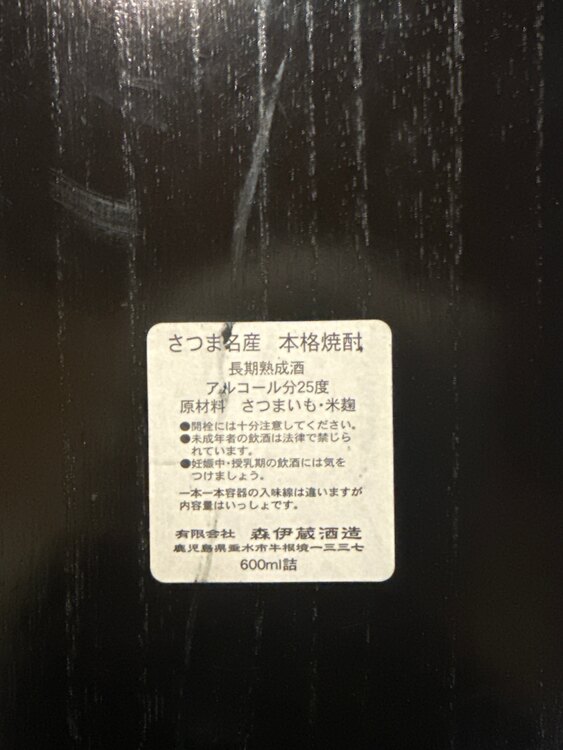 さつま名産 本格焼酎
長期熟成酒
アルコール分25度
原材料 さつまいも・米麹
●開栓には十分注意してください。
●未成年者の飲酒は法律で禁じら
れています。
●妊娠中・授乳期の飲酒には気を
つけましょう。
一本一本容器の入味線は違いますが
内容量はいっしょです。
有限会社 森伊蔵酒造
鹿児島県垂水市牛根境一三三七
600ml詰